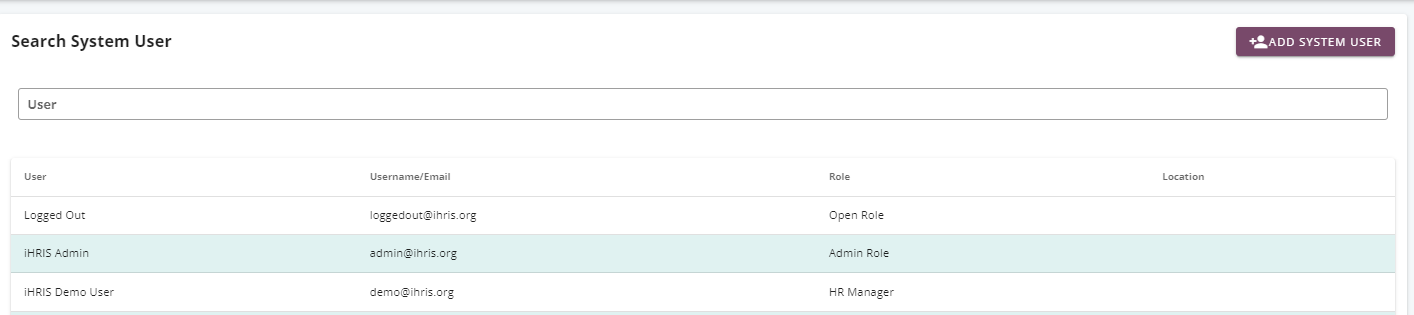 Search System User
ADD SYSTEM USER
User
User Username/Email Role Location
Logged Out loggedout@ihris.org Open Role
iHRIS Admin admin@ihris.org Admin Role
iHRIS Demo User demo@ihris.org HR Manager